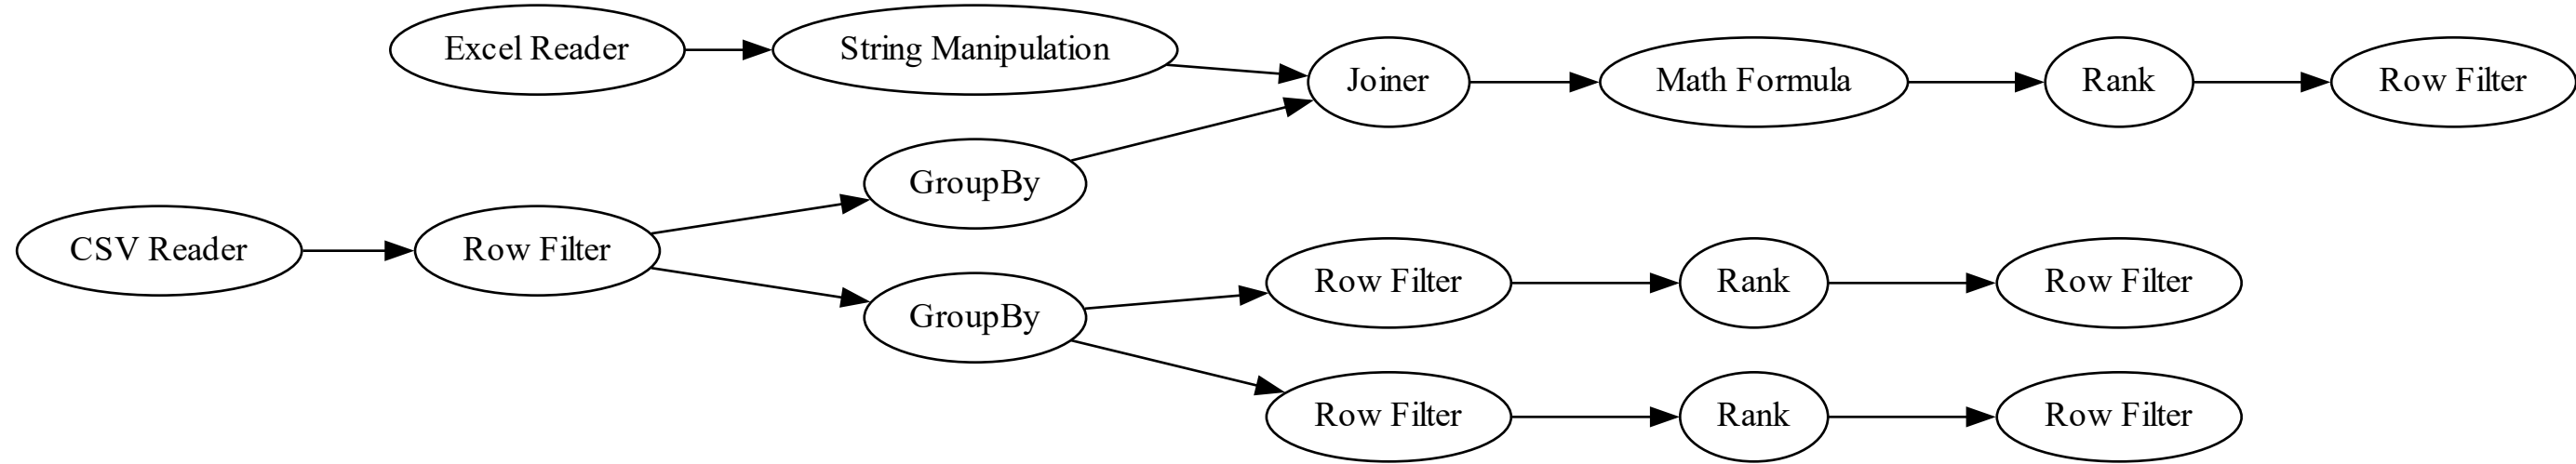 Excel Reader
String Manipulation
Joiner
Math Formula
Rank
Row Filter
GroupBy
CSV Reader
Row Filter
GroupBy
Row Filter
Rank
Row Filter
Row Filter
Rank
Row Filter